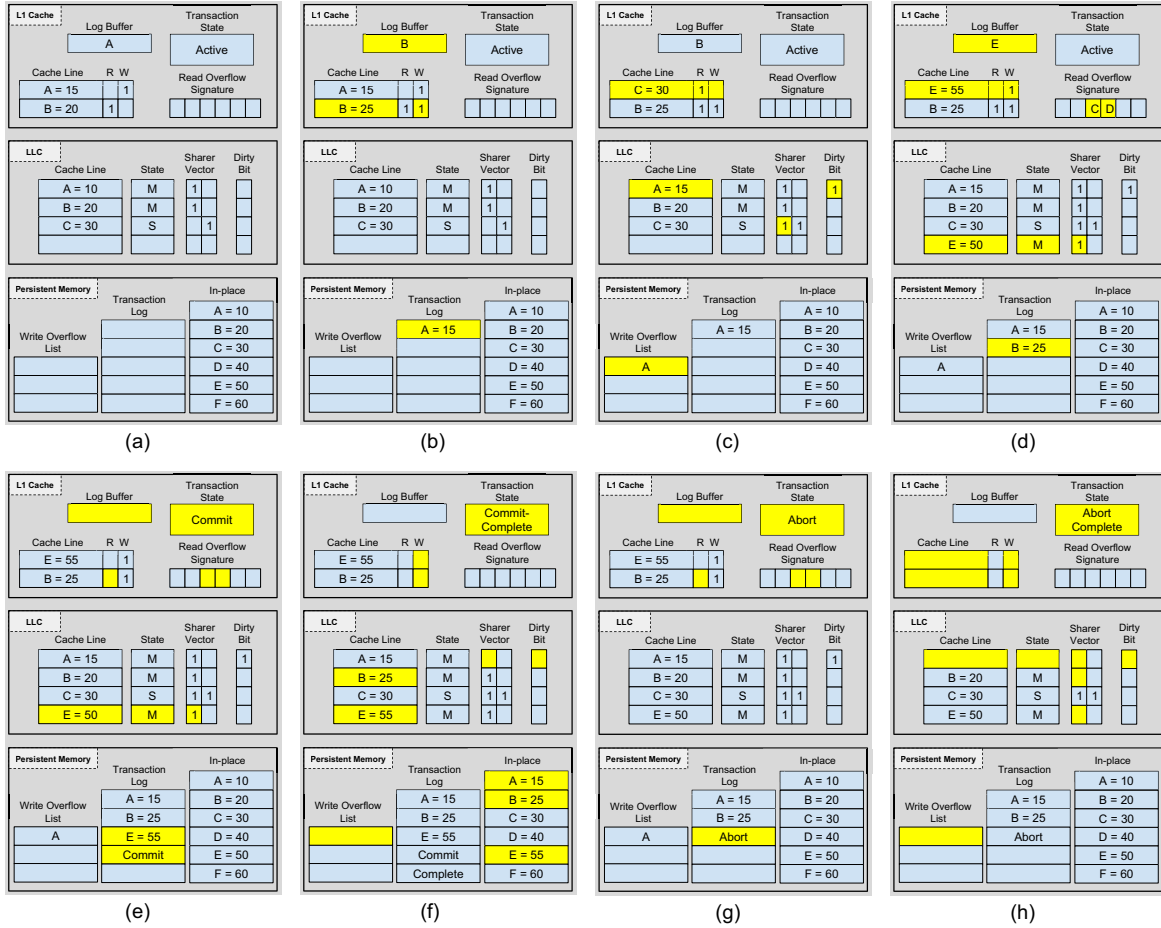 L1 Cache
Log Buffer
A
Transaction
State
Active
Cache Line R W
A = 15 1
B = 20 1
Read Overflow
Signature
LLC
Cache Line State Sharer
Vector Dirty
Bit
A = 10 M 1
B = 20 M 1
C = 30 S 1
Persistent Memory
Write Overflow
List
Transaction
Log
In-place
A = 10
B = 20
C = 30
D = 40
E = 50
F = 60
(a)
L1 Cache
Log Buffer
B
Transaction
State
Active
Cache Line R W
A = 15 1
B = 25 1 1
Read Overflow
Signature
LLC
Cache Line State Sharer
Vector Dirty
Bit
A = 10 M 1
B = 20 M 1
C = 30 S 1
Persistent Memory
Write Overflow
List
Transaction
Log
A = 15
In-place
A = 10
B = 20
C = 30
D = 40
E = 50
F = 60
(b)
L1 Cache
Log Buffer
B
Transaction
State
Active
Cache Line R W
C = 30 1
B = 25 1 1
Read Overflow
Signature
LLC
Cache Line State Sharer
Vector Dirty
Bit
A = 15 M 1 1
B = 20 M 1
C = 30 S 1 1
Persistent Memory
Write Overflow
List
A
Transaction
Log
A = 15
In-place
A = 10
B = 20
C = 30
D = 40
E = 50
F = 60
(c)
L1 Cache
Log Buffer
E
Transaction
State
Active
Cache Line R W
E = 55 1
B = 25 1 1
Read Overflow
Signature
C D
LLC
Cache Line State Sharer
Vector Dirty
Bit
A = 15 M 1 1
B = 20 M 1
C = 30 S 1 1
E = 50 M 1
Persistent Memory
Write Overflow
List
A
Transaction
Log
A = 15
B = 25
In-place
A = 10
B = 20
C = 30
D = 40
E = 50
F = 60
(d)
L1 Cache
Log Buffer
Transaction
State
Commit
Cache Line R W
E = 55 1
B = 25 1
Read Overflow
Signature
LLC
Cache Line State Sharer
Vector Dirty
Bit
A = 15 M 1 1
B = 20 M 1
C = 30 S 1 1
E = 50 M 1
Persistent Memory
Write Overflow
List
A
Transaction
Log
A = 15
B = 25
E = 55
Commit
In-place
A = 10
B = 20
C = 30
D = 40
E = 50
F = 60
(e)
L1 Cache
Log Buffer
Transaction
State
Commit-
Complete
Cache Line R W
E = 55
B = 25
Read Overflow
Signature
LLC
Cache Line State Sharer
Vector Dirty
Bit
A = 15 M
B = 25 M 1
C = 30 S 1 1
E = 55 M 1
Persistent Memory
Write Overflow
List
Transaction
Log
A = 15
B = 25
E = 55
Commit
Complete
In-place
A = 15
B = 25
C = 30
D = 40
E = 55
F = 60
(f)
L1 Cache
Log Buffer
Transaction
State
Abort
Cache Line R W
E = 55 1
B = 25 1
Read Overflow
Signature
LLC
Cache Line State Sharer
Vector Dirty
Bit
A = 15 M 1 1
B = 20 M 1
C = 30 S 1 1
E = 50 M 1
Persistent Memory
Write Overflow
List
A
Transaction
Log
A = 15
B = 25
Abort
In-place
A = 10
B = 20
C = 30
D = 40
E = 50
F = 60
(g)
L1 Cache
Log Buffer
Transaction
State
Abort
Complete
Cache Line R W
Read Overflow
Signature
LLC
Cache Line State Sharer
Vector Dirty
Bit
B = 20 M
C = 30 S 1 1
E = 50 M
Persistent Memory
Write Overflow
List
Transaction
Log
A = 15
B = 25
Abort
In-place
A = 10
B = 20
C = 30
D = 40
E = 50
F = 60
(h)